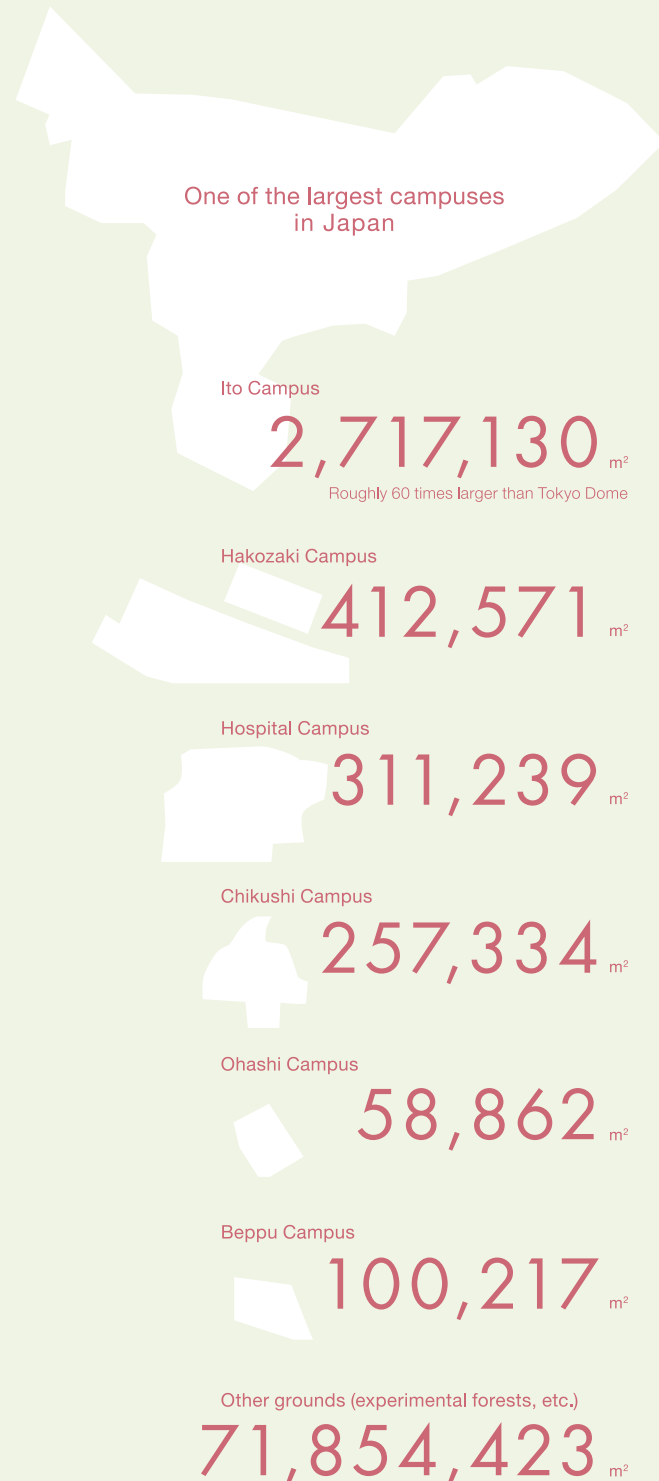 One of the largest campuses
in Japan
Ito Campus
2,717,130 m²
Roughly 60 times larger than Tokyo Dome
Hakozaki Campus
412,571 m²
Hospital Campus
311,239 m²
Chikushi Campus
257,334 m²
Ohashi Campus
58,862 m²
Beppu Campus
100,217 m²
Other grounds (experimental forests, etc.)
71,854,423 m²